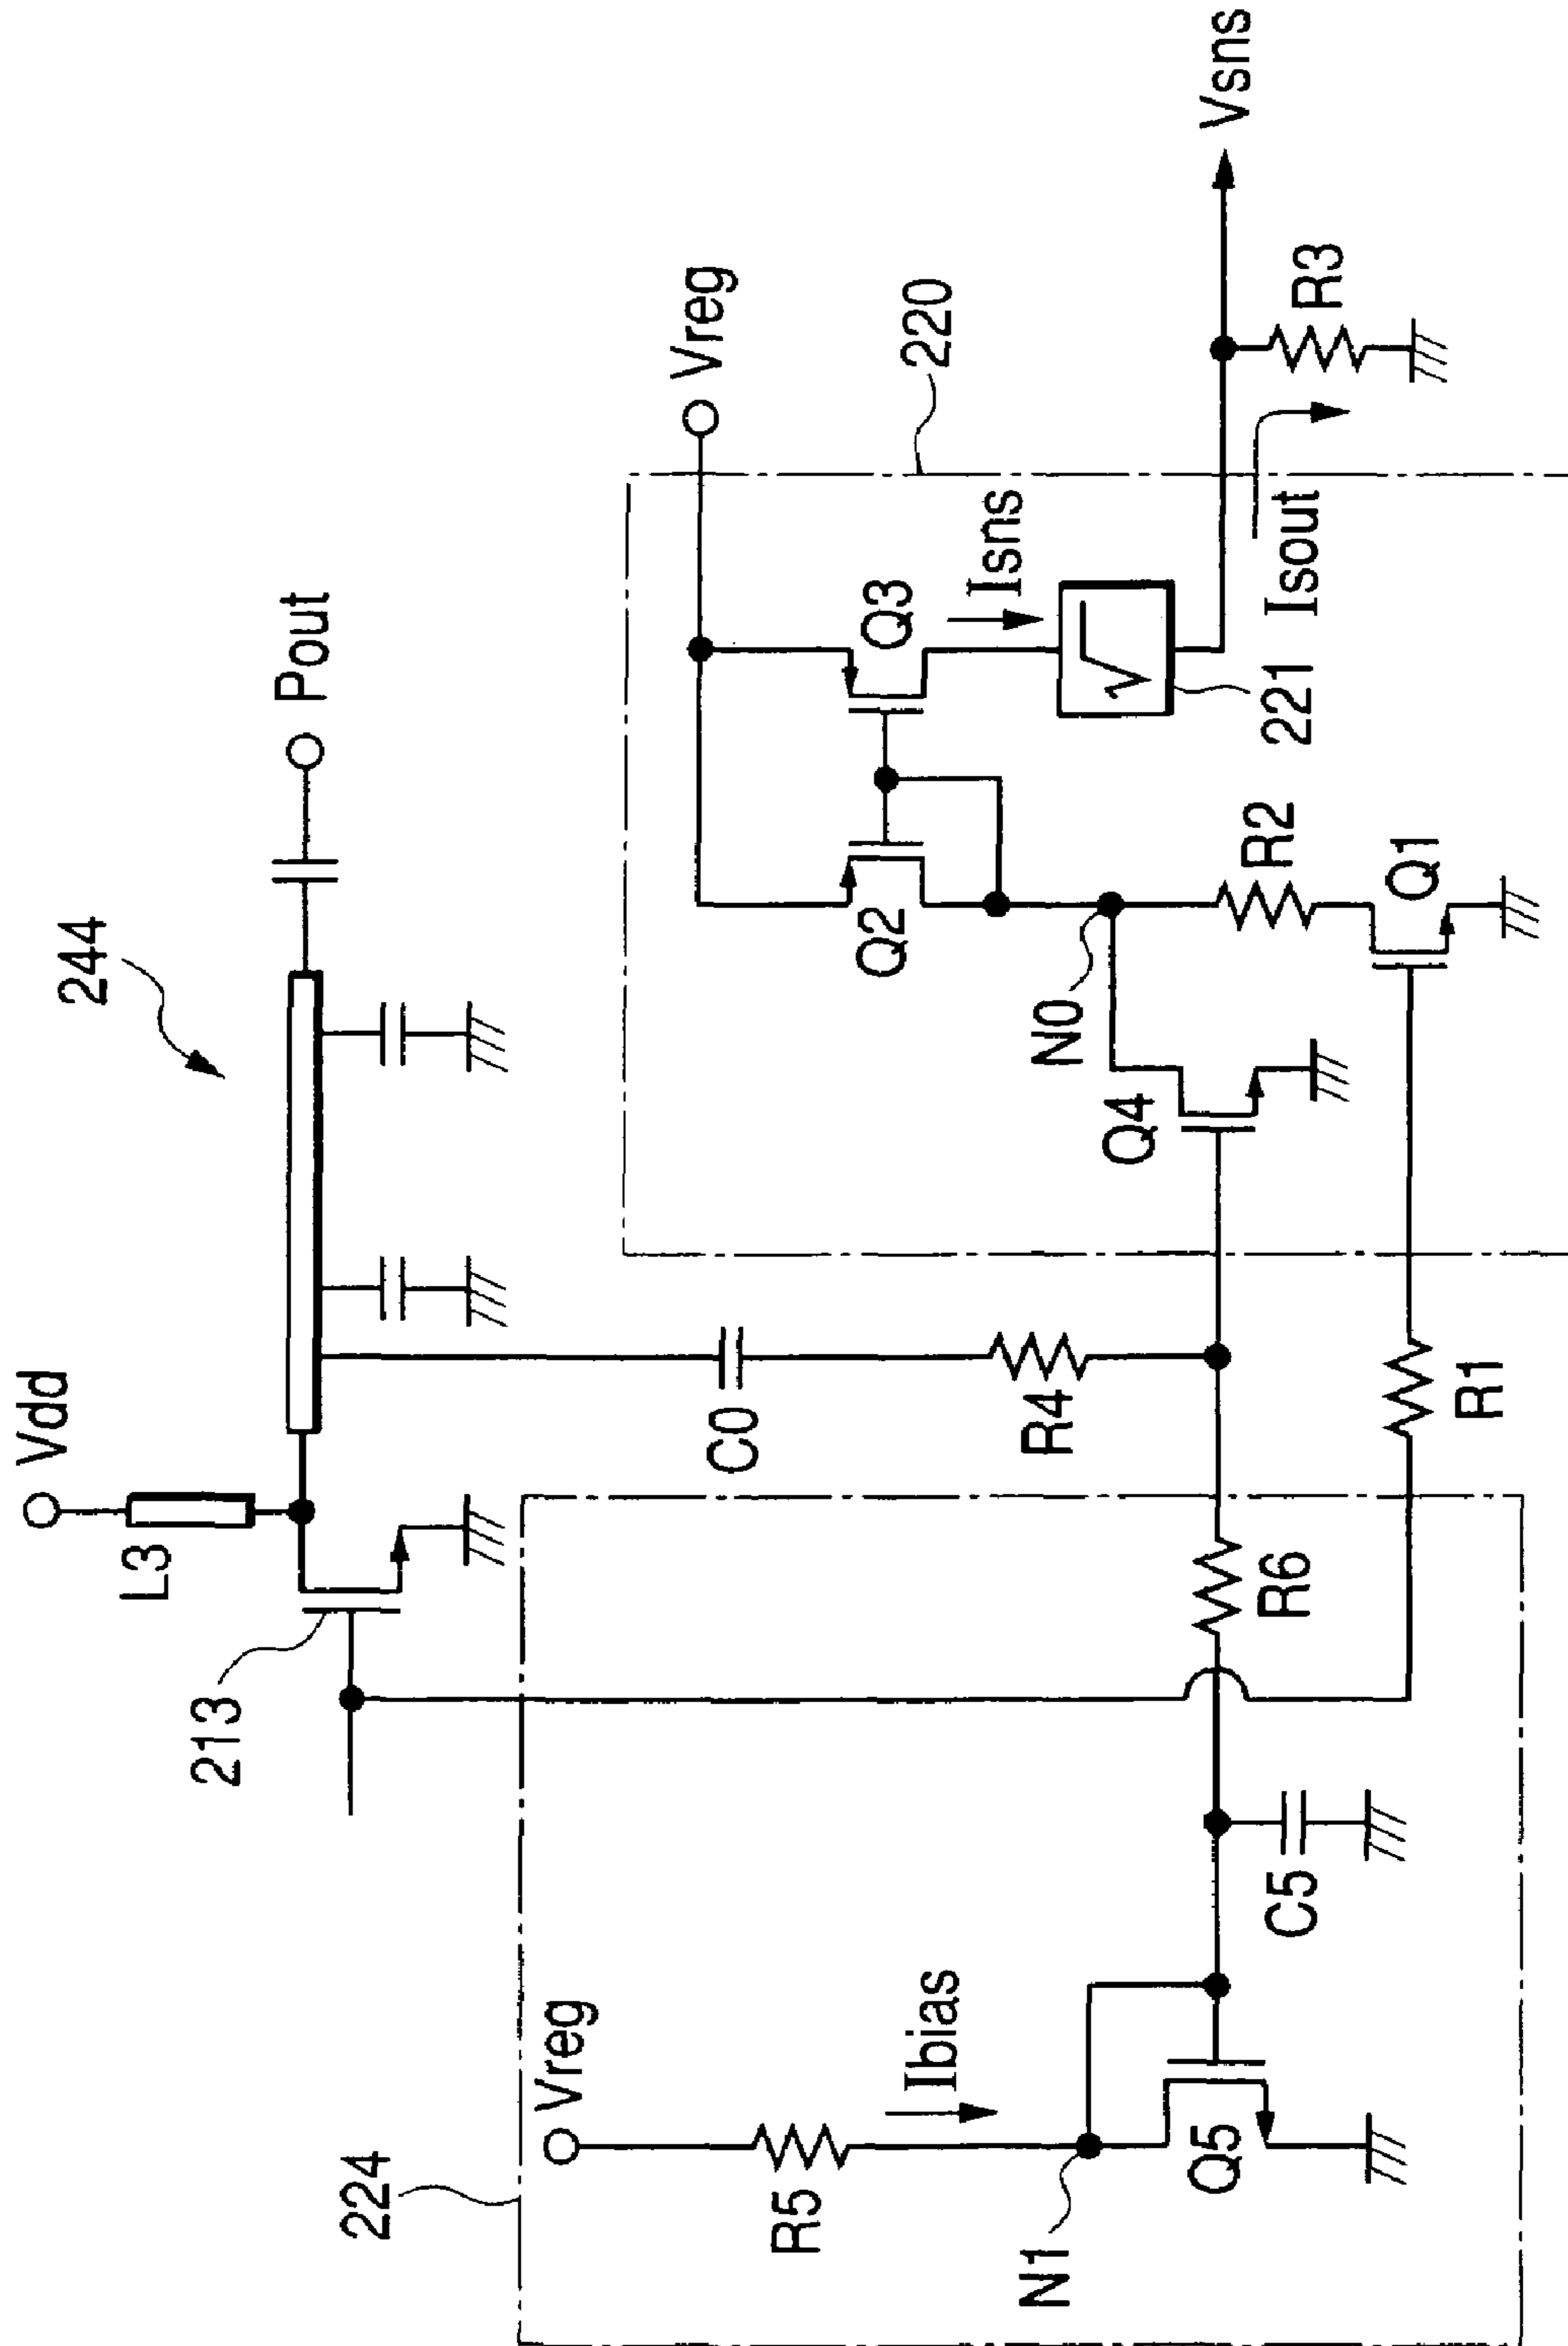 Vdd
L3
213
244
Pout
C0
R4
224
Vreg
R5
Ibias
N1
Q5
C5
R6
R1
Vreg
220
Q2
Q3
Isns
N0
Q4
R2
Q1
221
Isout
R3
Vsns